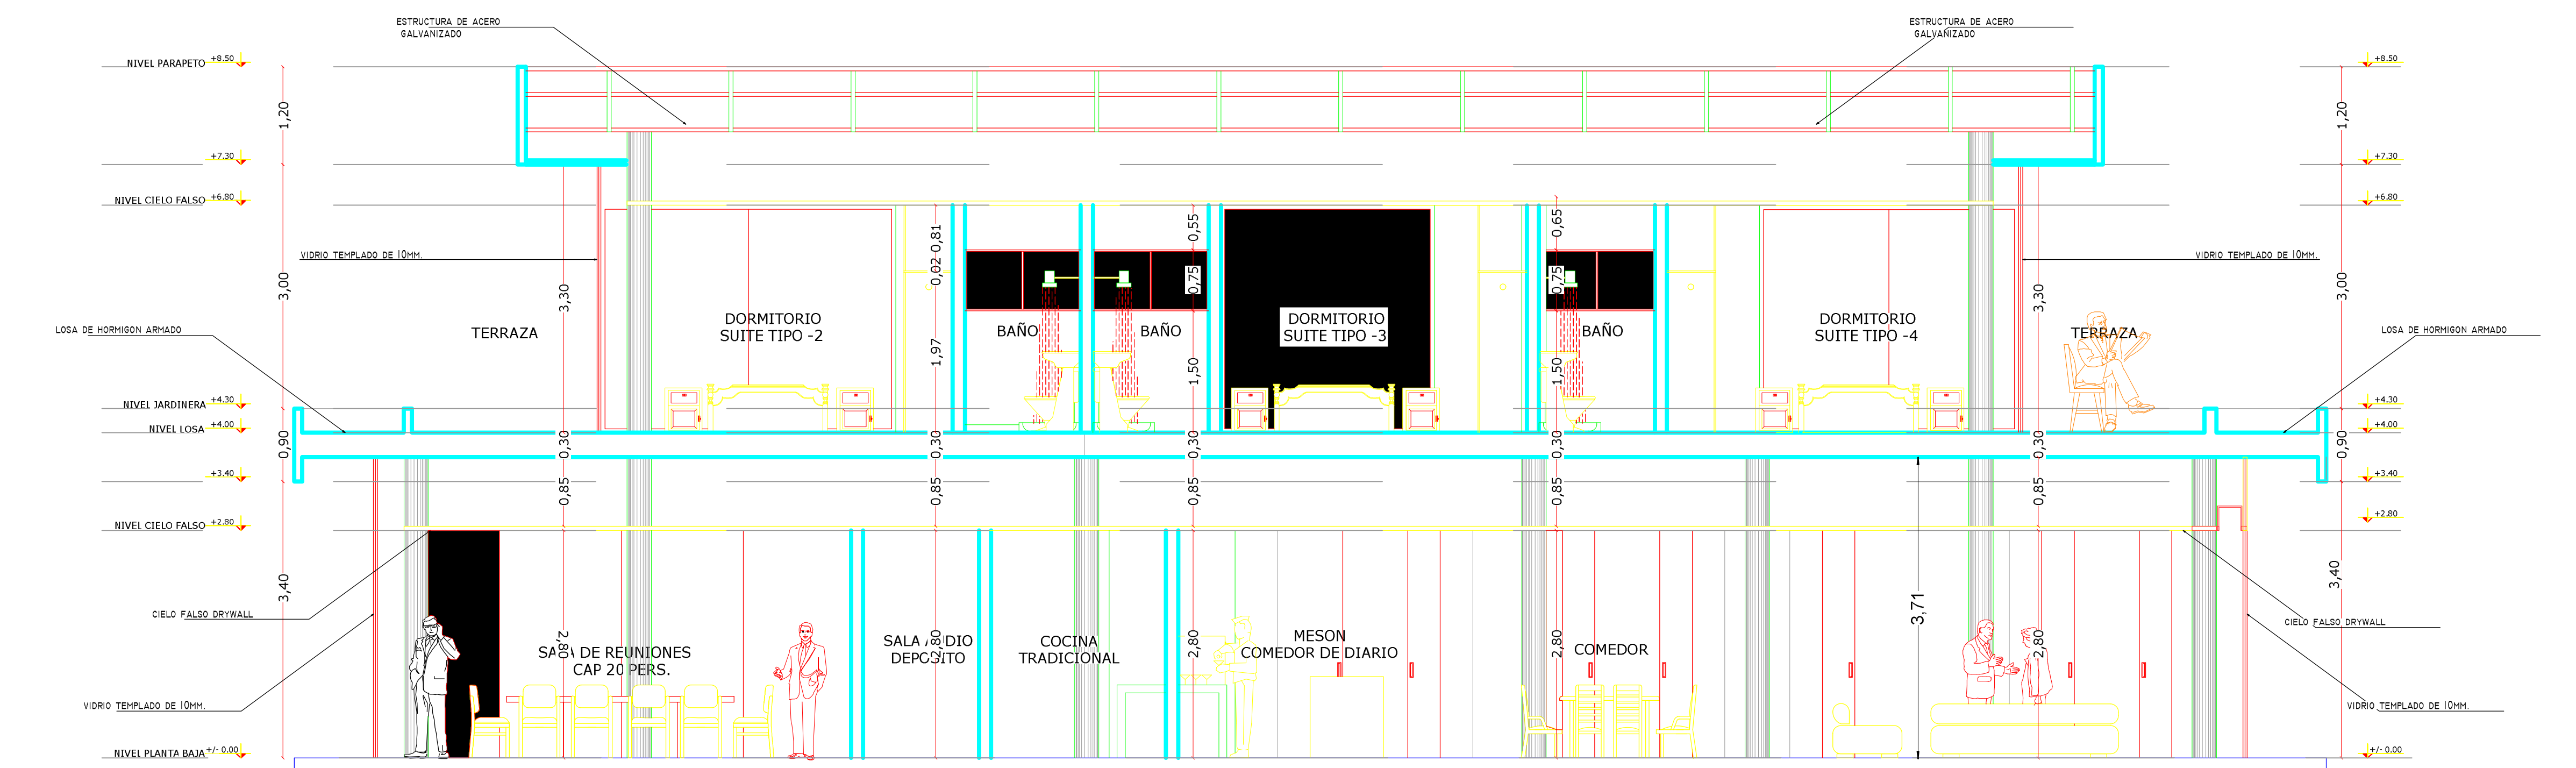 ESTRUCTURA DE ACERO
GALVANIZADO
ESTRUCTURA DE ACERO
GALVANIZADO
NIVEL PARAPETO +8.50
+8.50
1,20
1,20
+7.30
+7.30
NIVEL CIELO FALSO +6.80
+6.80
0,81
0,02
0,55
0,65
VIDRIO TEMPLADO DE 10MM.
VIDRIO TEMPLADO DE 10MM.
3,00
3,30
0,75
0,75
3,30
3,00
LOSA DE HORMIGON ARMADO
TERRAZA
DORMITORIO
SUITE TIPO -2
BAÑO
BAÑO
DORMITORIO
SUITE TIPO -3
BAÑO
DORMITORIO
SUITE TIPO -4
TERRAZA
LOSA DE HORMIGON ARMADO
1,97
1,50
1,50
NIVEL JARDINERA +4.30
+4.30
NIVEL LOSA +4.00
+4.00
0,90
0,30
0,30
0,30
0,30
0,30
0,90
+3.40
+3.40
0,85
0,85
0,85
0,85
0,85
NIVEL CIELO FALSO +2.80
+2.80
3,40
3,71
3,40
CIELO FALSO DRYWALL
CIELO FALSO DRYWALL
2,80
2,80
2,80
2,80
2,80
SALA DE REUNIONES
CAP 20 PERS.
SALA AUDIO
DEPOSITO
COCINA
TRADICIONAL
MESON
COMEDOR DE DIARIO
COMEDOR
VIDRIO TEMPLADO DE 10MM.
VIDRIO TEMPLADO DE 10MM.
NIVEL PLANTA BAJA +/- 0.00
+/- 0.00